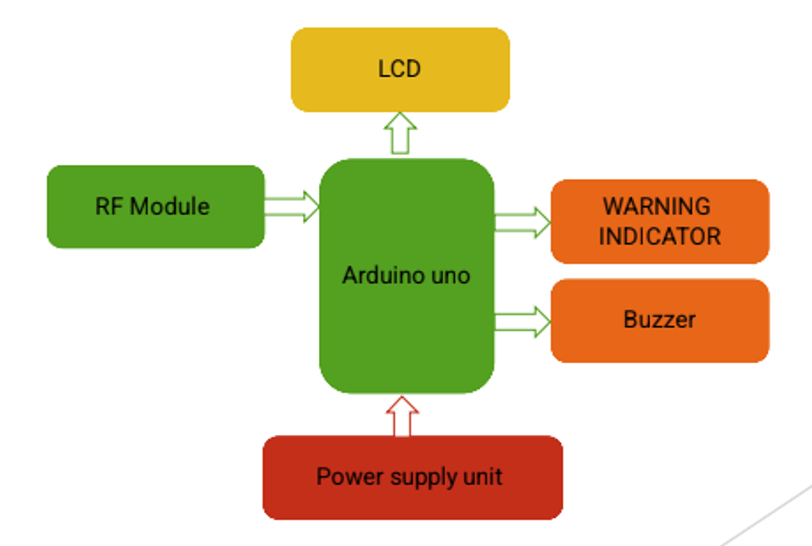 LCD
RF Module
WARNING
INDICATOR
Arduino uno
Buzzer
Power supply unit